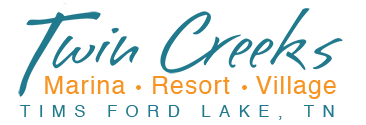 Twin Creeks
Marina • Resort • Village
TIMS FORD LAKE, TN